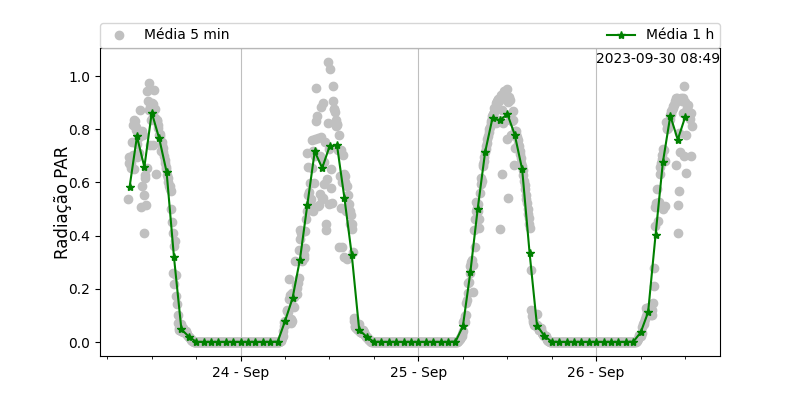 Média 5 min
Média 1 h
2023-09-30 08:49
Radiação PAR
1.0
0.8
0.6
0.4
0.2
0.0
24 - Sep
25 - Sep
26 - Sep